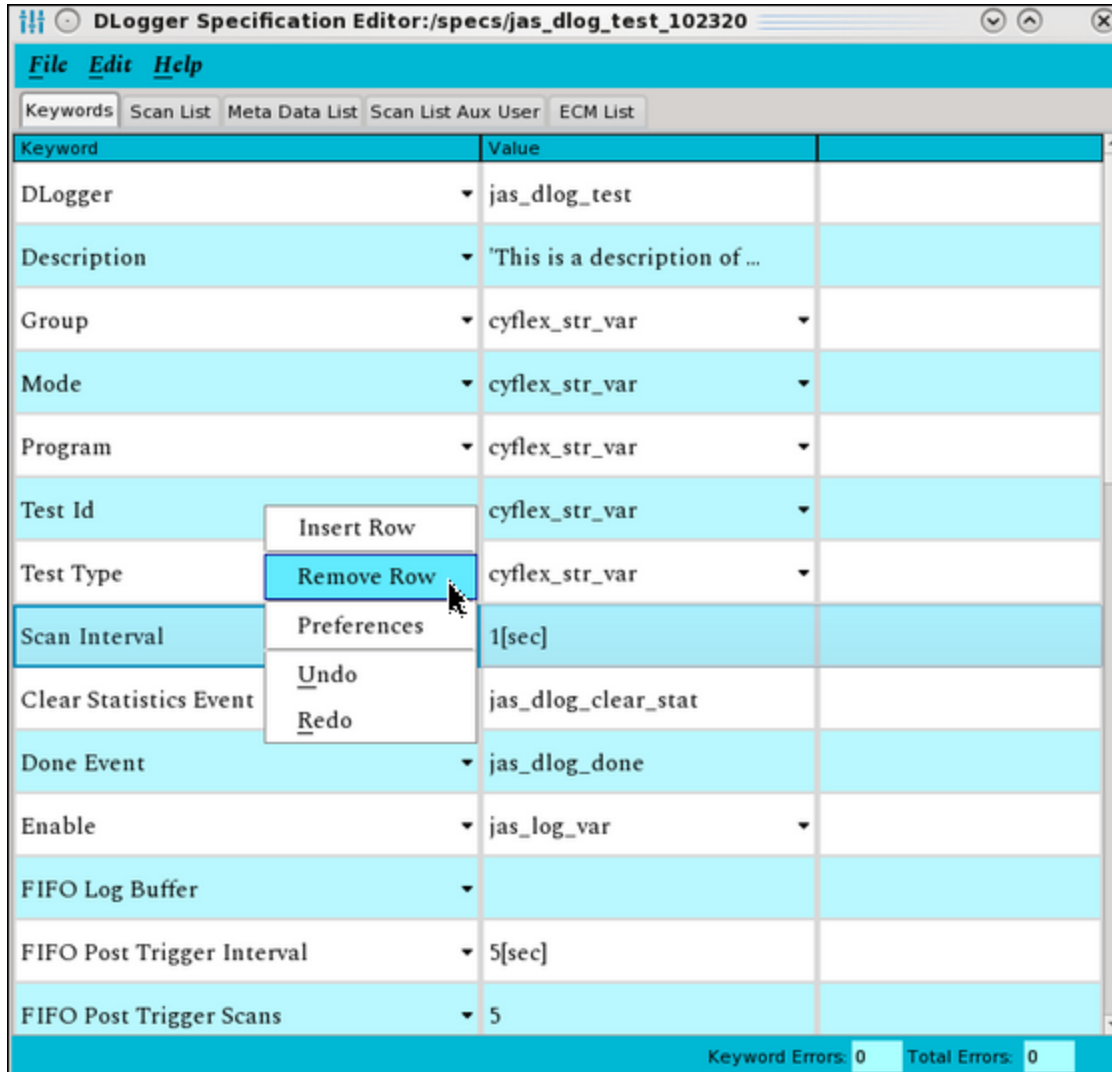 DLogger Specification Editor:/specs/jas_dlog_test_102320
File Edit Help
Keywords Scan List Meta Data List Scan List Aux User ECM List
Keyword Value
DLogger jas_dlog_test
Description 'This is a description of ...
Group cyflex_str_var
Mode cyflex_str_var
Program cyflex_str_var
Test Id cyflex_str_var
Insert Row
Test Type cyflex_str_var
Remove Row
Preferences
Scan Interval 1[sec]
Undo
Clear Statistics Event jas_dlog_clear_stat
Redo
Done Event jas_dlog_done
Enable jas_log_var
FIFO Log Buffer
FIFO Post Trigger Interval 5[sec]
FIFO Post Trigger Scans 5
Keyword Errors: 0 Total Errors: 0